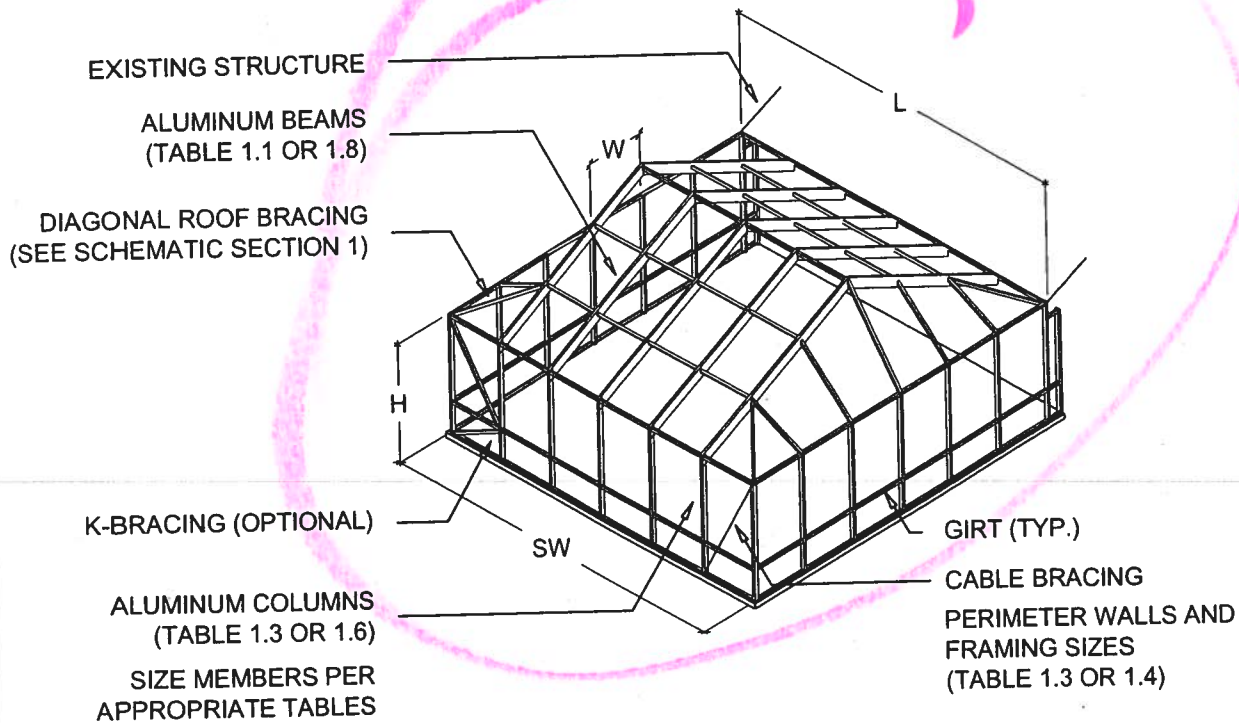 EXISTING STRUCTURE
ALUMINUM BEAMS
(TABLE 1.1 OR 1.8)
DIAGONAL ROOF BRACING
(SEE SCHEMATIC SECTION 1)
L
W
H
K-BRACING (OPTIONAL)
SW
ALUMINUM COLUMNS
(TABLE 1.3 OR 1.6)
SIZE MEMBERS PER
APPROPRIATE TABLES
GIRT (TYP.)
CABLE BRACING
PERIMETER WALLS AND
FRAMING SIZES
(TABLE 1.3 OR 1.4)